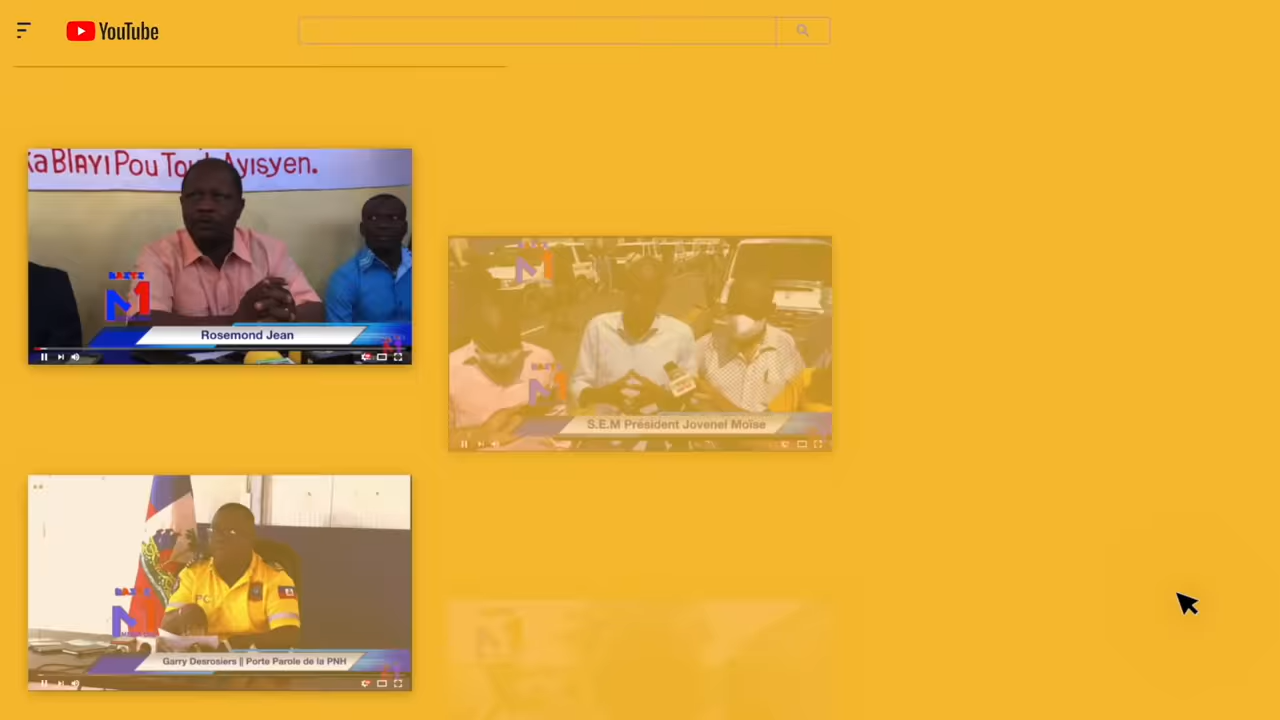 YouTube
ka BlAYi Pou Tout Ayisyen.
Rosemond Jean
S.E.M Président Jovenel Moïse
Garry Desrosiers || Porte Parole de la PNH